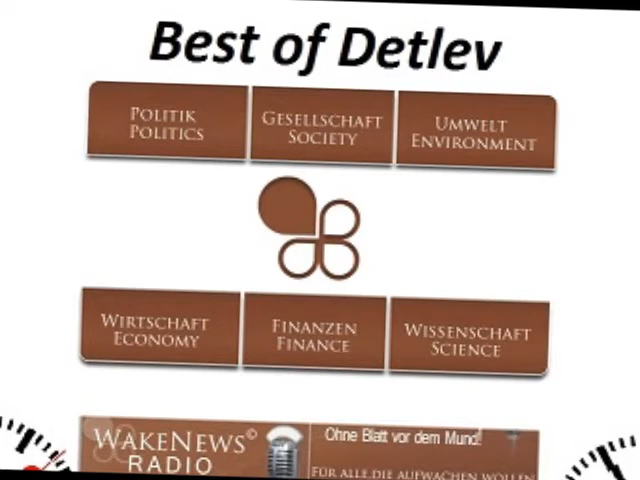 Best of Detlev
POLITIK
POLITICS
GESELLSCHAFT
SOCIETY
UMWELT
ENVIRONMENT
WIRTSCHAFT
ECONOMY
FINANZEN
FINANCE
WISSENSCHAFT
SCIENCE
WAKENEWS©
RADIO
Ohne Blatt vor dem Mund!
FÜR ALLE,DIE AUFWACHEN WOLLEN